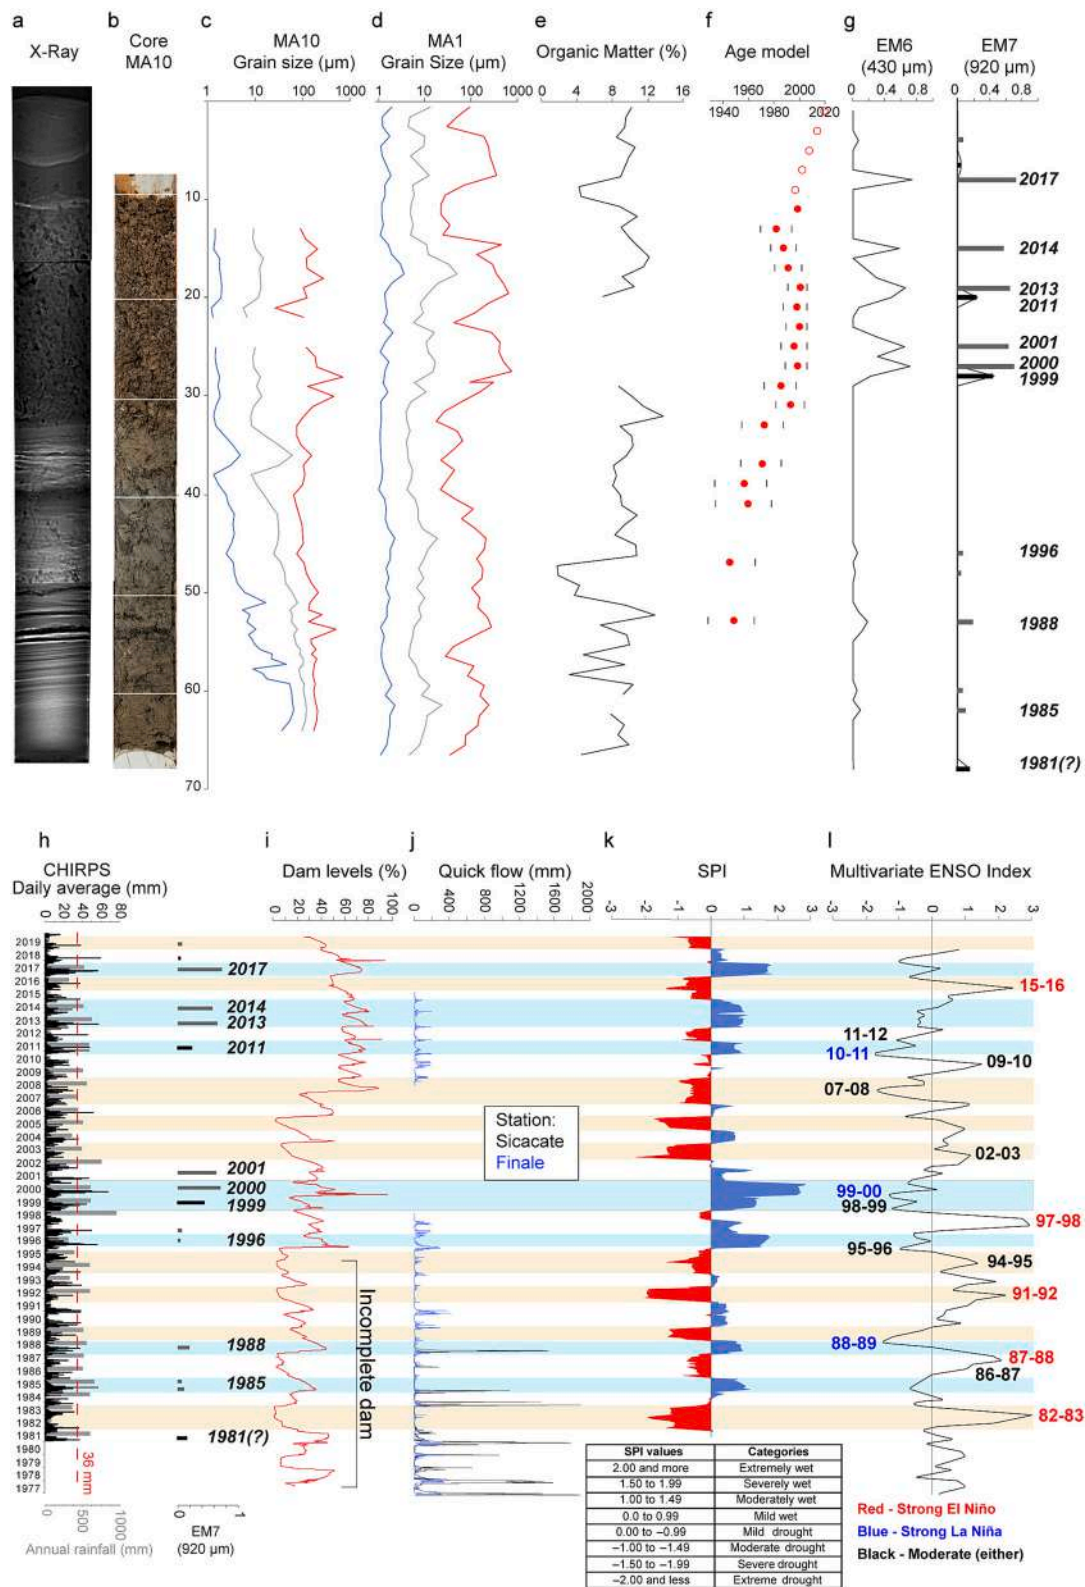 a
b
c
d
e
f
g
X-Ray
Core
MA10
MA10
Grain size (µm)
MA1
Grain Size (µm)
Organic Matter (%)
Age model
EM6
(430 µm)
EM7
(920 µm)
1 10 100 1000
1 10 100 1000
0 4 8 12 16
1940 1960 1980 2000 2020
0 0.4 0.8
0 0.4 0.8
10
20
30
40
50
60
70
2017
2014
2013
2011
2001
2000
1999
1996
1988
1985
1981(?)
h
i
j
k
l
CHIRPS
Daily average (mm)
Dam levels (%)
Quick flow (mm)
SPI
Multivariate ENSO Index
0 20 40 60 80
0 20 40 60 80 100
0 400 800 1200 1600 2000
-3 -2 -1 0 1 2 3
-3 -2 -1 0 1 2 3
2019
2018
2017
2016
2015
2014
2013
2012
2011
2010
2009
2008
2007
2006
2005
2004
2003
2002
2001
2000
1999
1998
1997
1996
1995
1994
1993
1992
1991
1990
1989
1988
1987
1986
1985
1984
1983
1982
1981
1980
1979
1978
1977
36 mm
0 500 1000
Annual rainfall (mm)
2017
2014
2013
2011
2001
2000
1999
1996
1988
1985
1981(?)
0 1
EM7
(920 µm)
Incomplete dam
Station:
Sicacate
Finale
15-16
11-12
10-11
09-10
07-08
02-03
99-00
98-99
97-98
95-96
94-95
91-92
88-89
87-88
86-87
82-83
SPI values Categories
2.00 and more Extremely wet
1.50 to 1.99 Severely wet
1.00 to 1.49 Moderately wet
0.0 to 0.99 Mild wet
0.00 to −0.99 Mild drought
−1.00 to −1.49 Moderate drought
−1.50 to −1.99 Severe drought
−2.00 and less Extreme drought
Red - Strong El Niño
Blue - Strong La Niña
Black - Moderate (either)